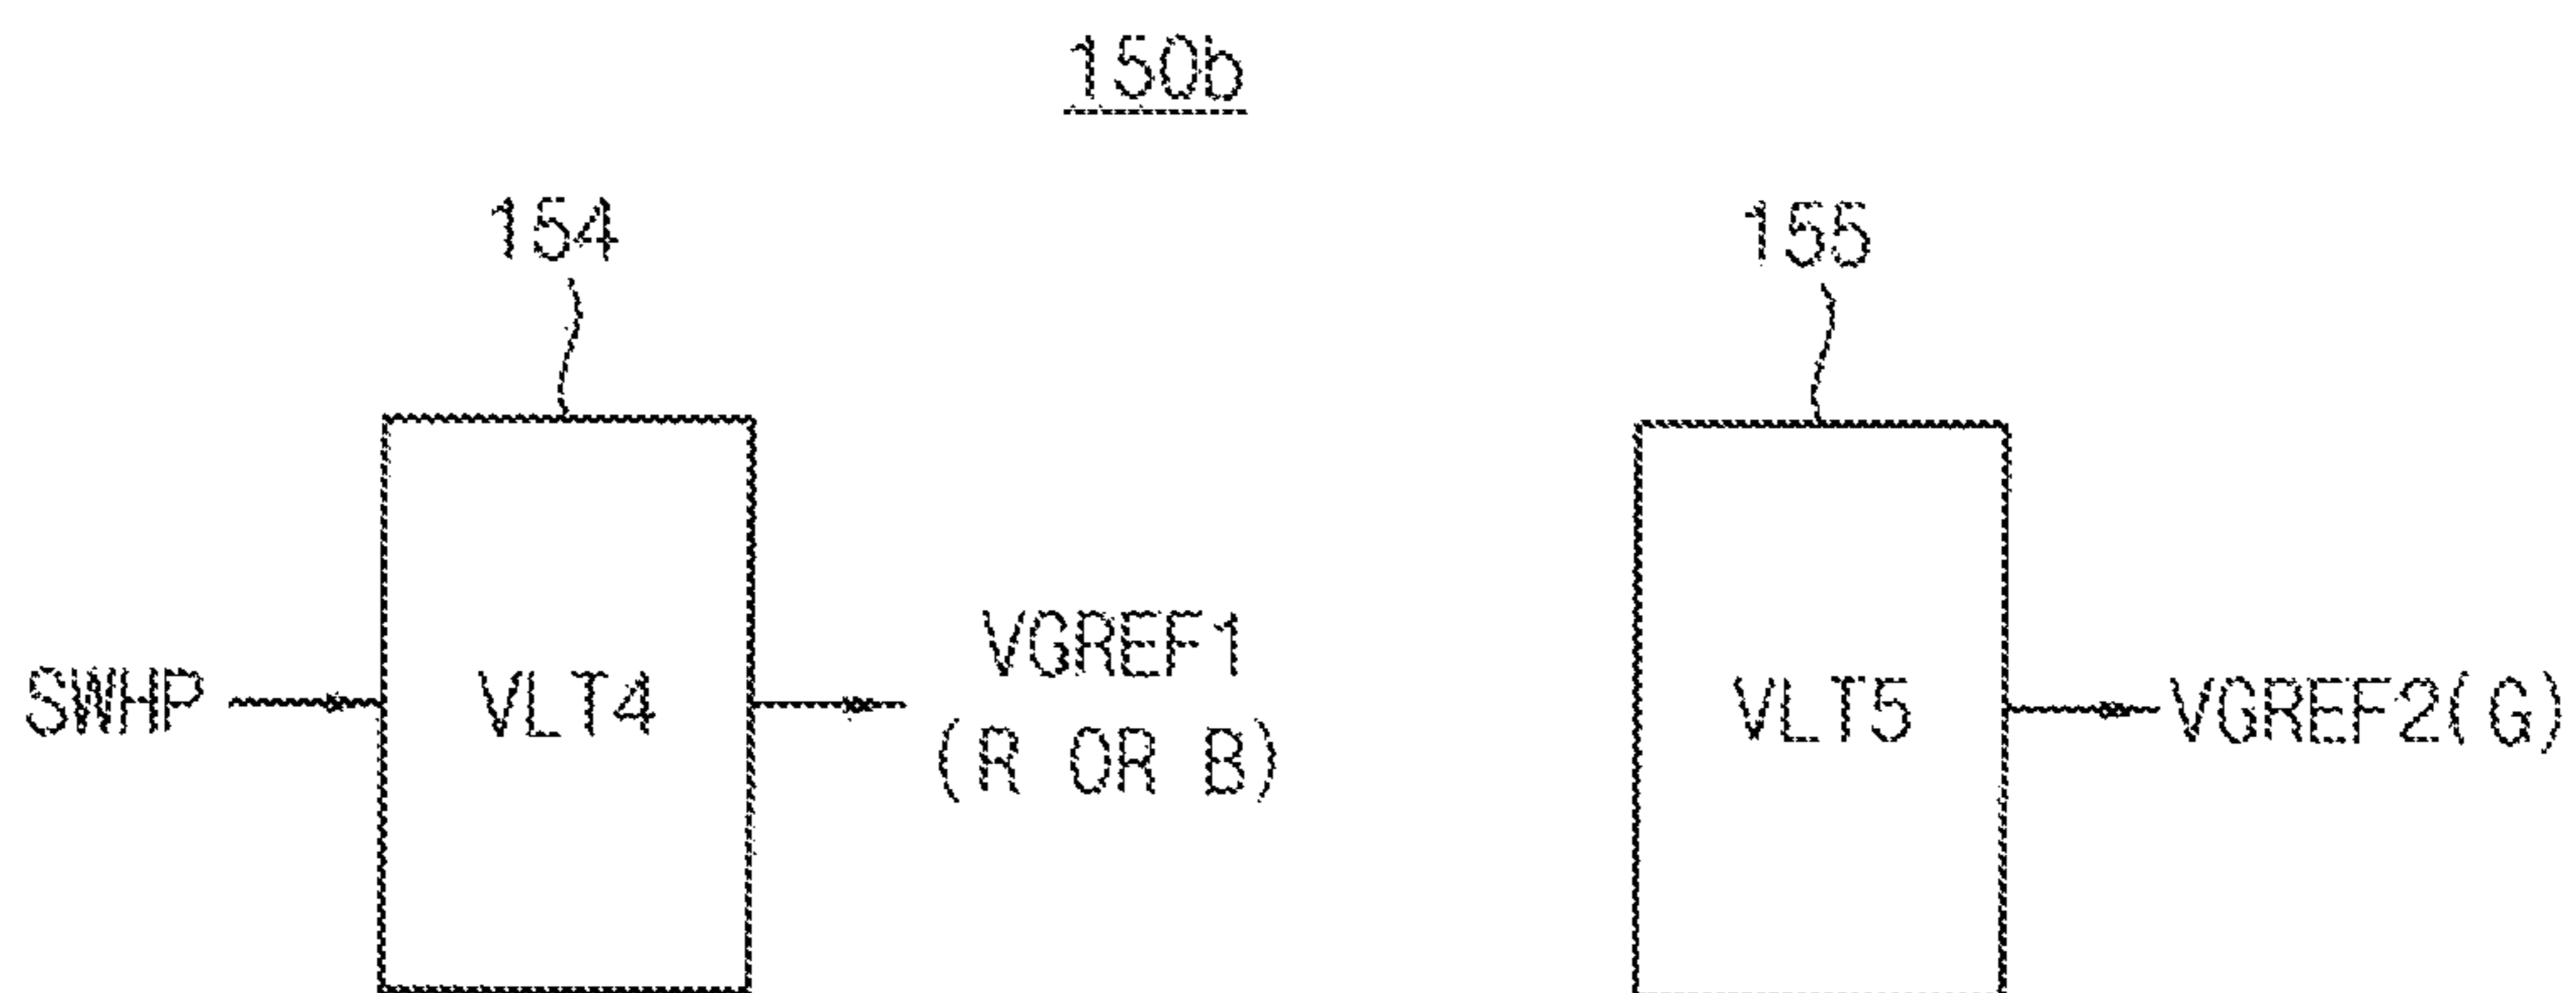 150b
154
155
SWHP
VLT4
VGREF1
(R OR B)
VLT5
VGREF2(G)